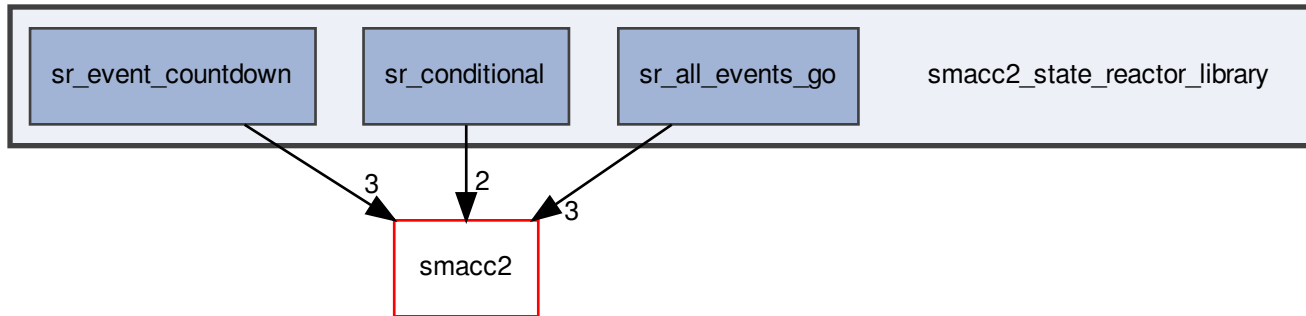 sr_event_countdown
sr_conditional
sr_all_events_go
smacc2_state_reactor_library
3
2
3
smacc2